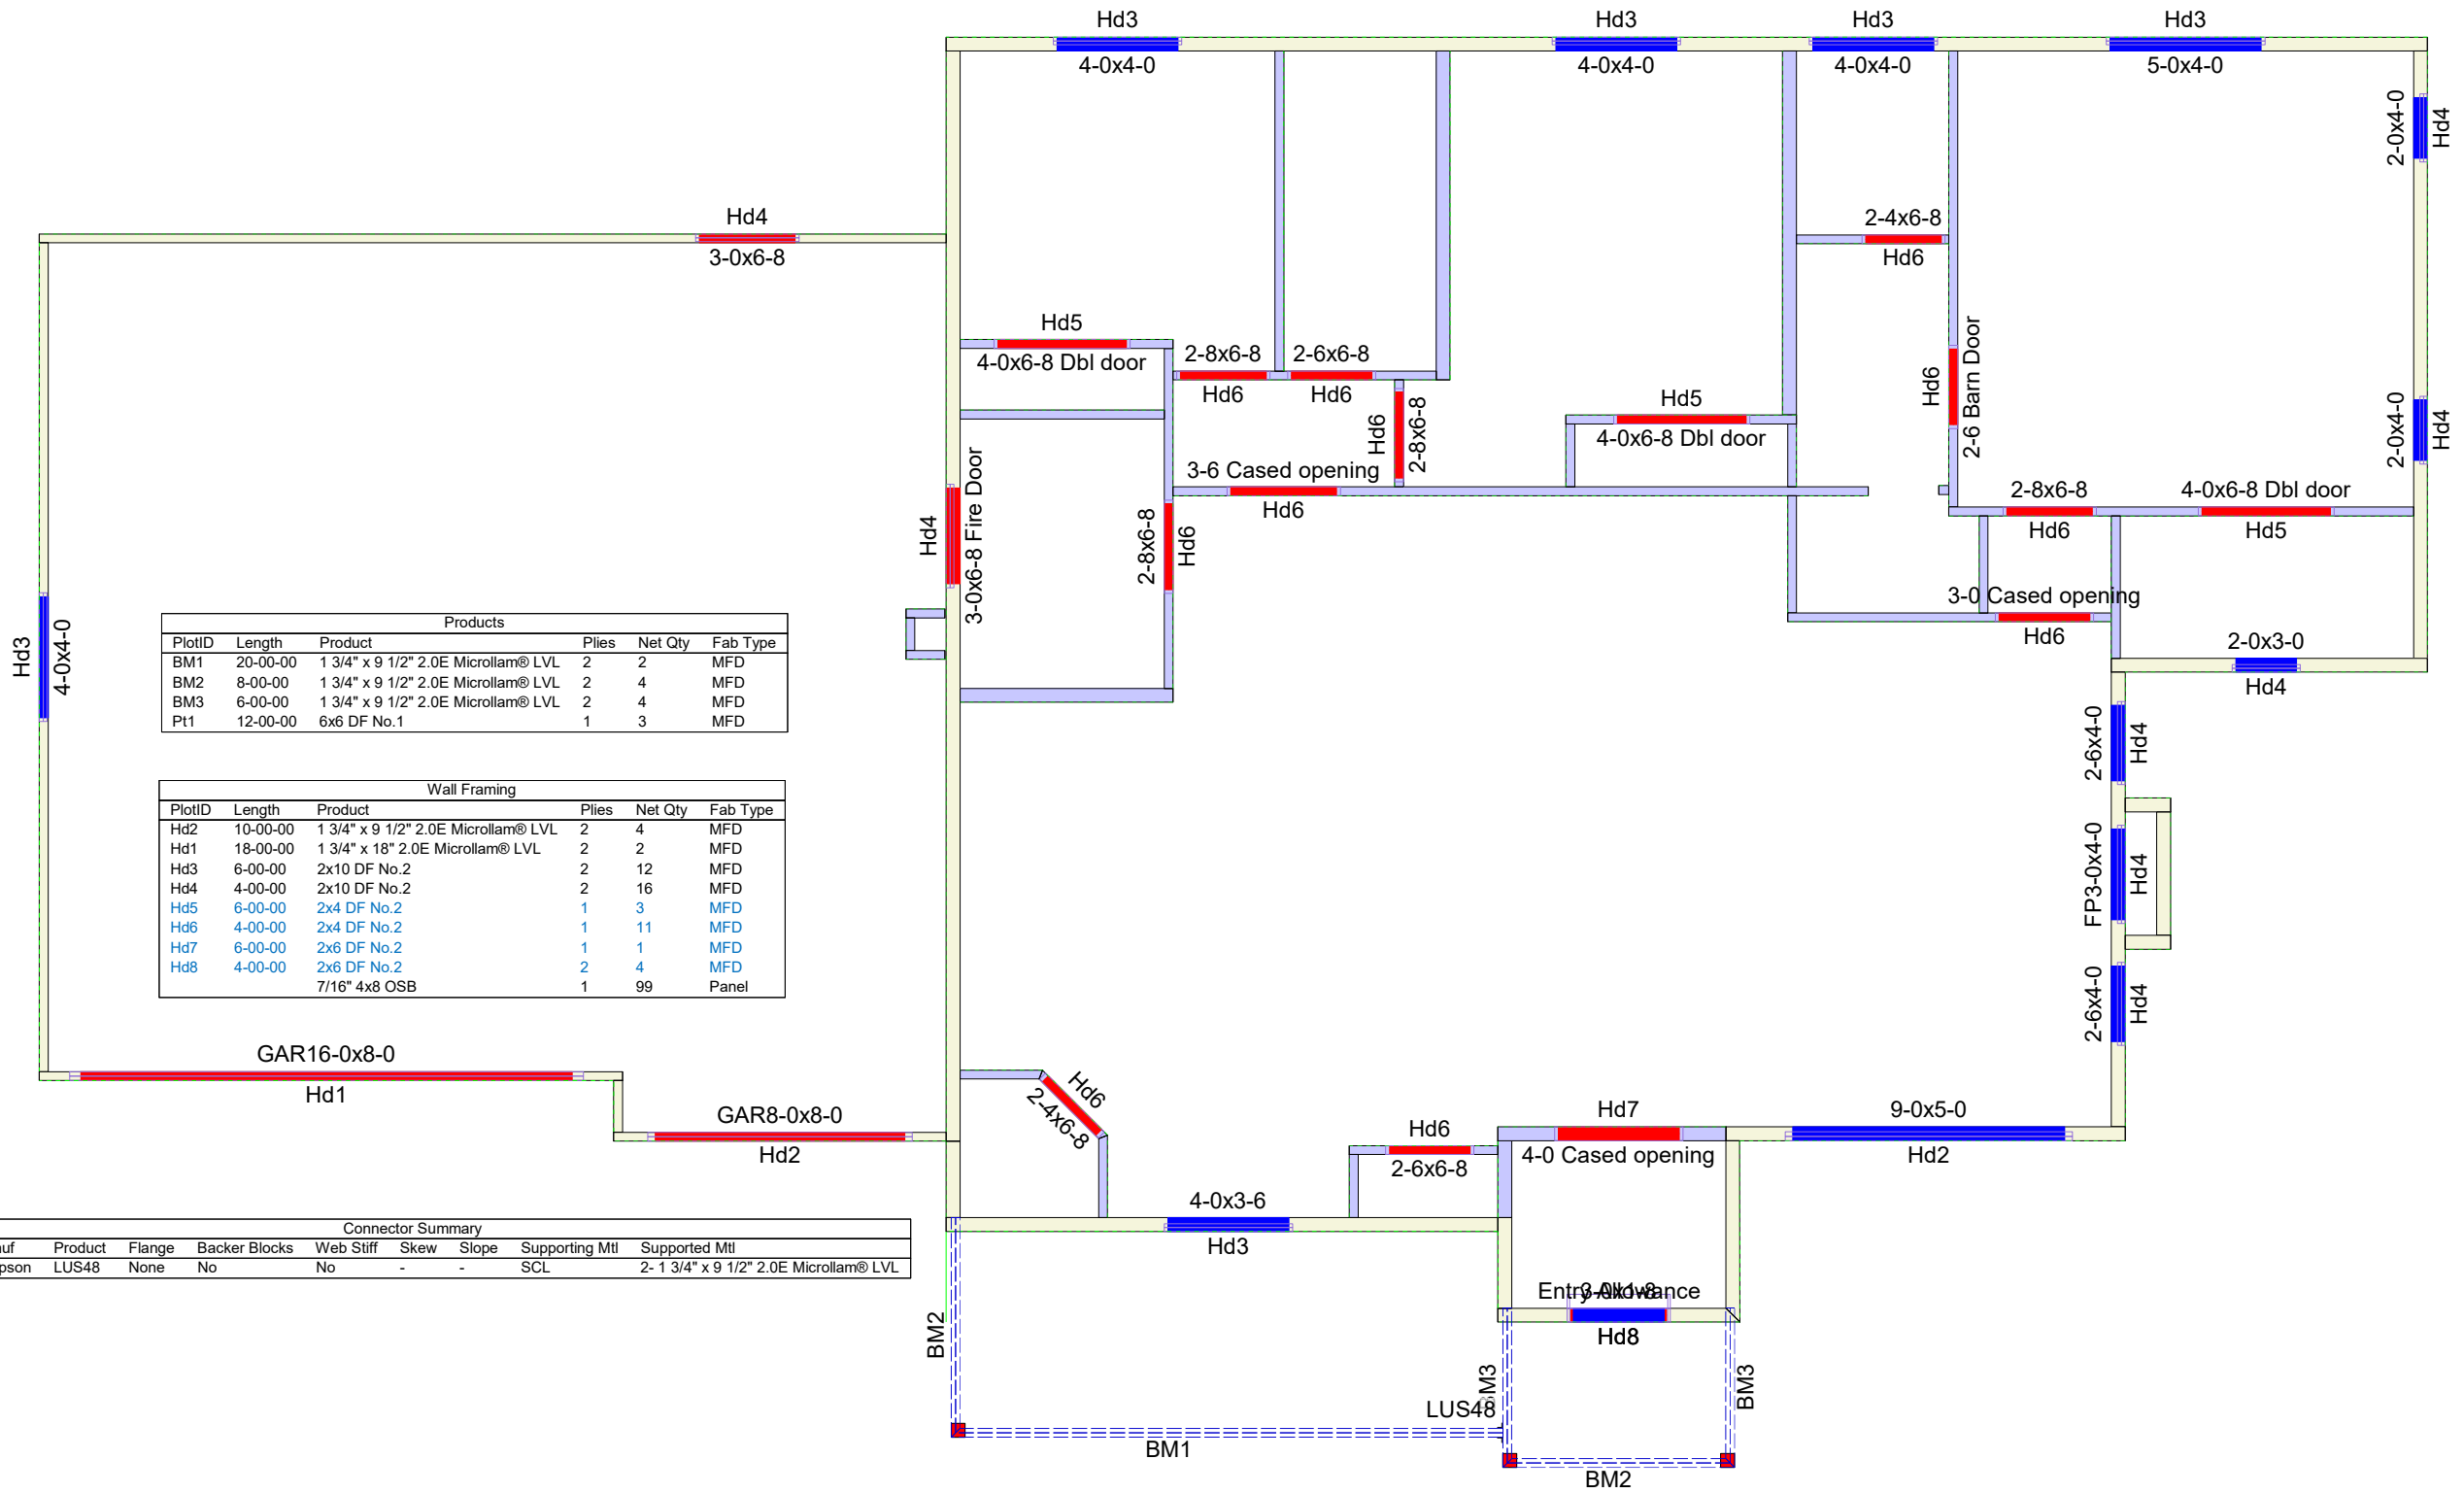 Hd3
Hd3
Hd3
Hd3
4-0x4-0
4-0x4-0
4-0x4-0
5-0x4-0
2-0x4-0
Hd4
Hd4
3-0x6-8
2-4x6-8
Hd6
Hd5
4-0x6-8 Dbl door
2-8x6-8
2-6x6-8
Hd6
Hd6
Hd6
2-8x6-8
Hd5
4-0x6-8 Dbl door
Hd6
2-6 Barn Door
2-0x4-0
Hd4
3-6 Cased opening
Hd6
2-8x6-8
Hd6
4-0x6-8 Dbl door
Hd5
Hd4
3-0x6-8 Fire Door
2-8x6-8
Hd6
3-0 Cased opening
Hd6
2-0x3-0
Hd4
Hd3
4-0x4-0
Products
PlotID Length Product Plies Net Qty Fab Type
BM1 20-00-00 1 3/4" x 9 1/2" 2.0E Microllam® LVL 2 2 MFD
BM2 8-00-00 1 3/4" x 9 1/2" 2.0E Microllam® LVL 2 4 MFD
BM3 6-00-00 1 3/4" x 9 1/2" 2.0E Microllam® LVL 2 4 MFD
Pt1 12-00-00 6x6 DF No.1 1 3 MFD
2-6x4-0
Hd4
Wall Framing
PlotID Length Product Plies Net Qty Fab Type
Hd2 10-00-00 1 3/4" x 9 1/2" 2.0E Microllam® LVL 2 4 MFD
Hd1 18-00-00 1 3/4" x 18" 2.0E Microllam® LVL 2 2 MFD
Hd3 6-00-00 2x10 DF No.2 2 12 MFD
Hd4 4-00-00 2x10 DF No.2 2 16 MFD
Hd5 6-00-00 2x4 DF No.2 1 3 MFD
Hd6 4-00-00 2x4 DF No.2 1 11 MFD
Hd7 6-00-00 2x6 DF No.2 1 1 MFD
Hd8 4-00-00 2x6 DF No.2 2 4 MFD
7/16" 4x8 OSB 1 99 Panel
FP3-0x4-0
Hd4
2-6x4-0
Hd4
GAR16-0x8-0
Hd1
GAR8-0x8-0
Hd2
Hd6
2-4x6-8
Hd6
2-6x6-8
Hd7
4-0 Cased opening
9-0x5-0
Hd2
4-0x3-6
Hd3
Connector Summary
uf Product Flange Backer Blocks Web Stiff Skew Slope Supporting Mtl Supported Mtl
pson LUS48 None No No - - SCL 2- 1 3/4" x 9 1/2" 2.0E Microllam® LVL
Entry Allowance
3-0x1-8
Hd8
BM2
BM3
BM3
LUS48
BM1
BM2